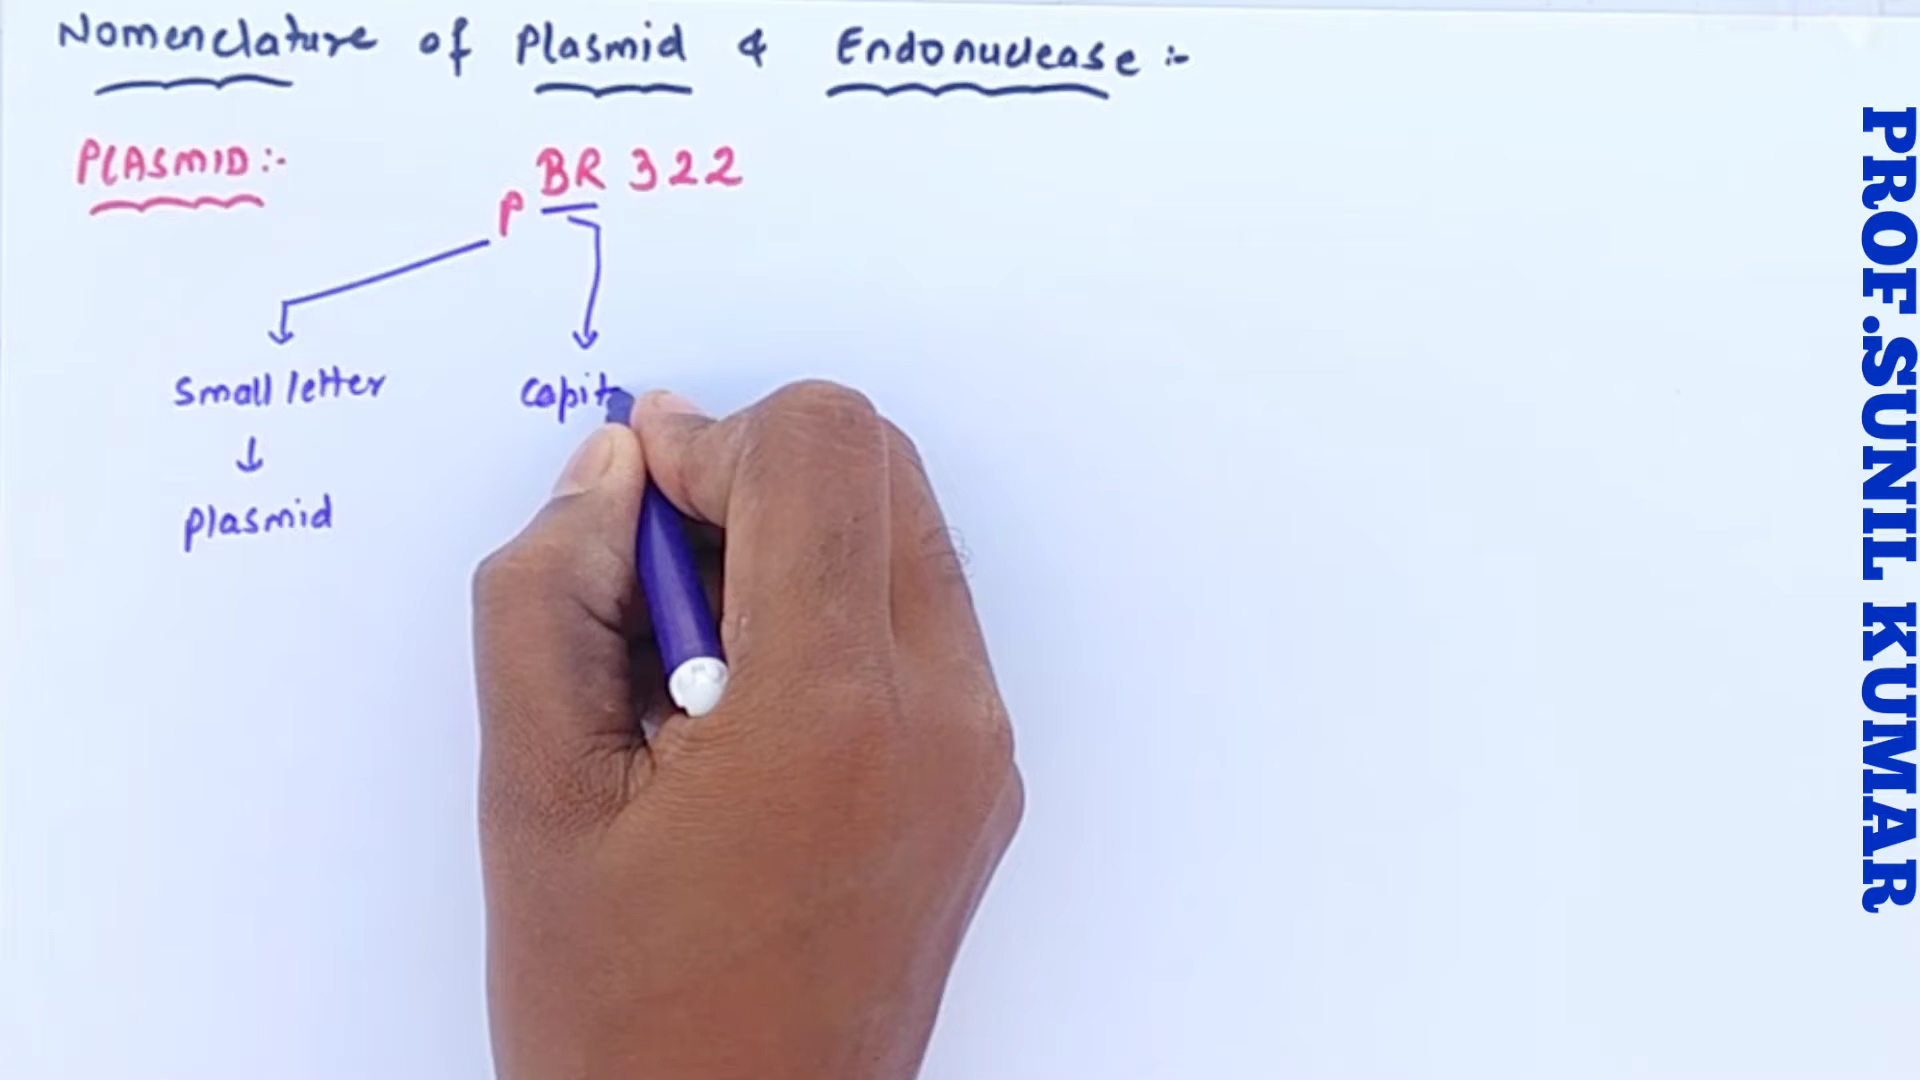 Nomenclature of Plasmid & Endonuclease :-
PLASMID:-
p BR 322
Small letter
capit
↓
plasmid
PROF.SUNIL KUMAR